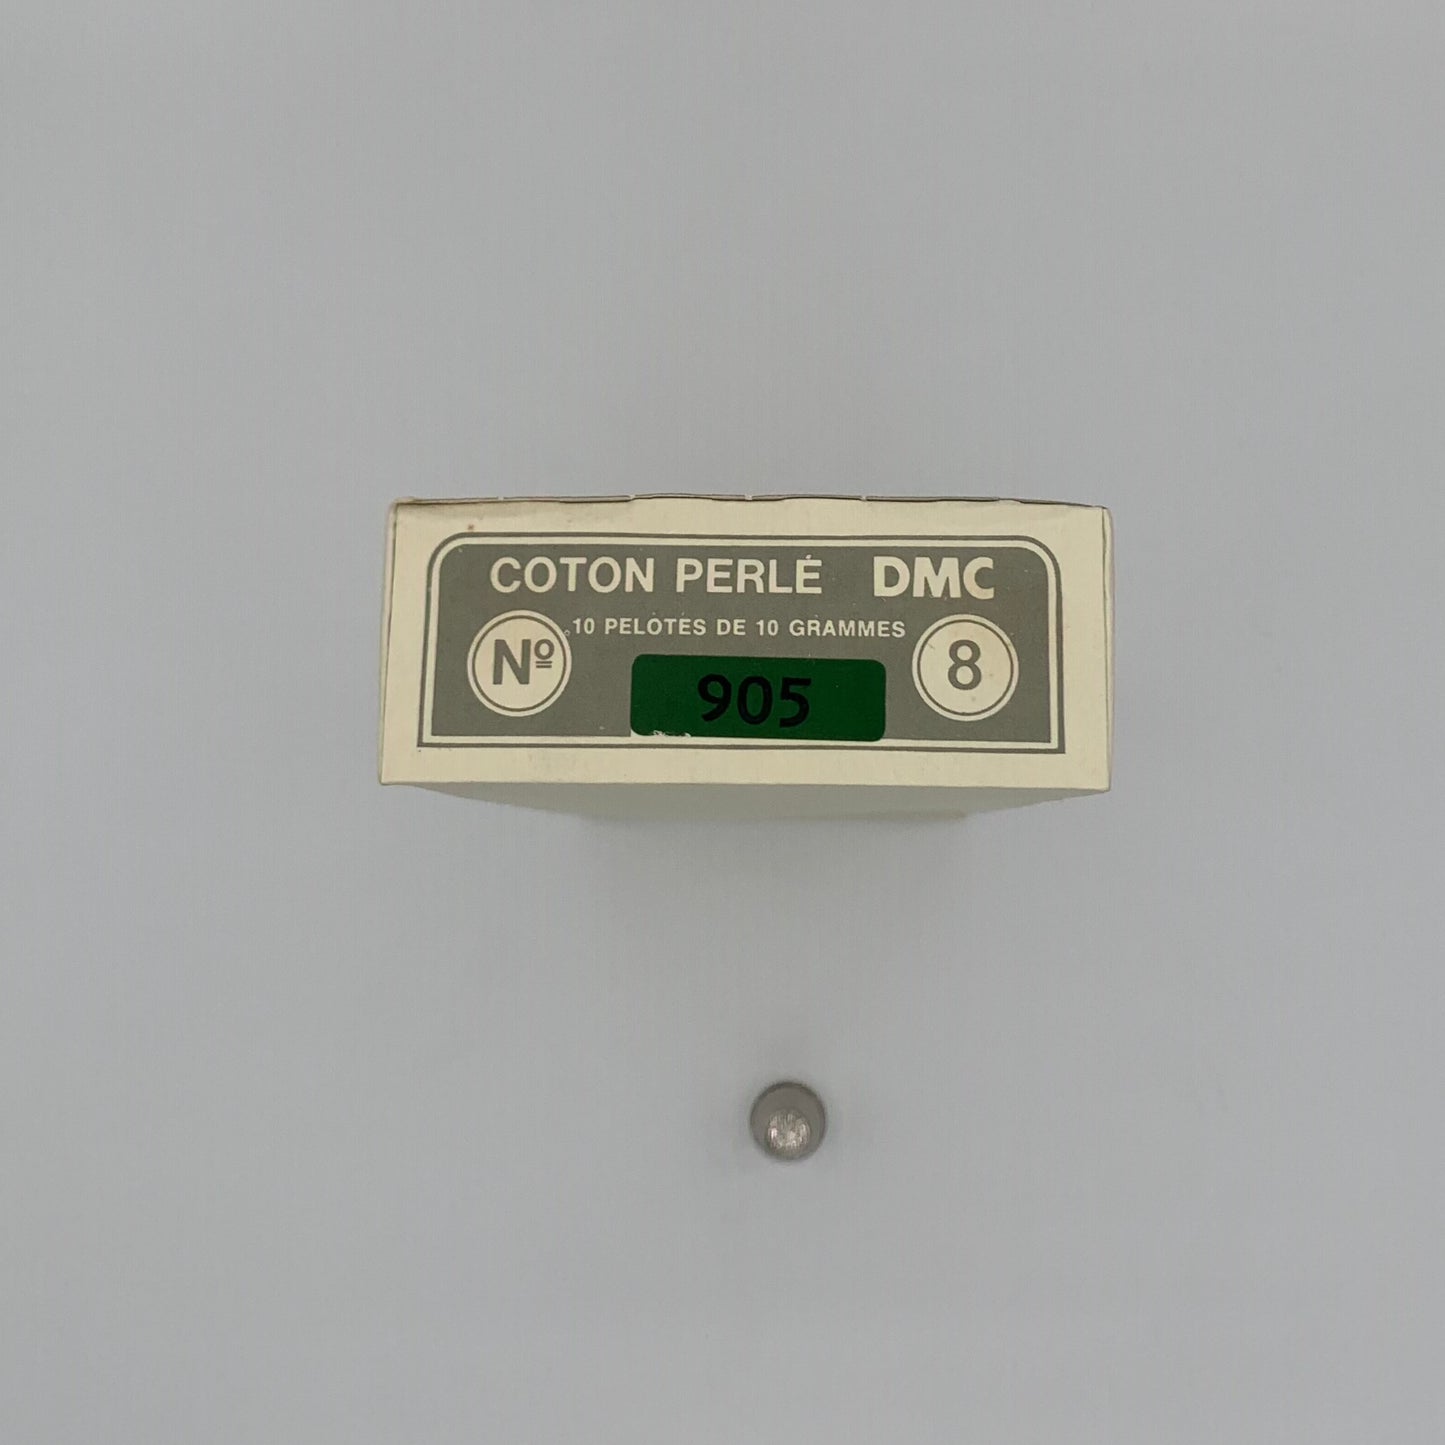 COTON PERLÉ DMC
Nº 10 PELOTES DE 10 GRAMMES 8
905